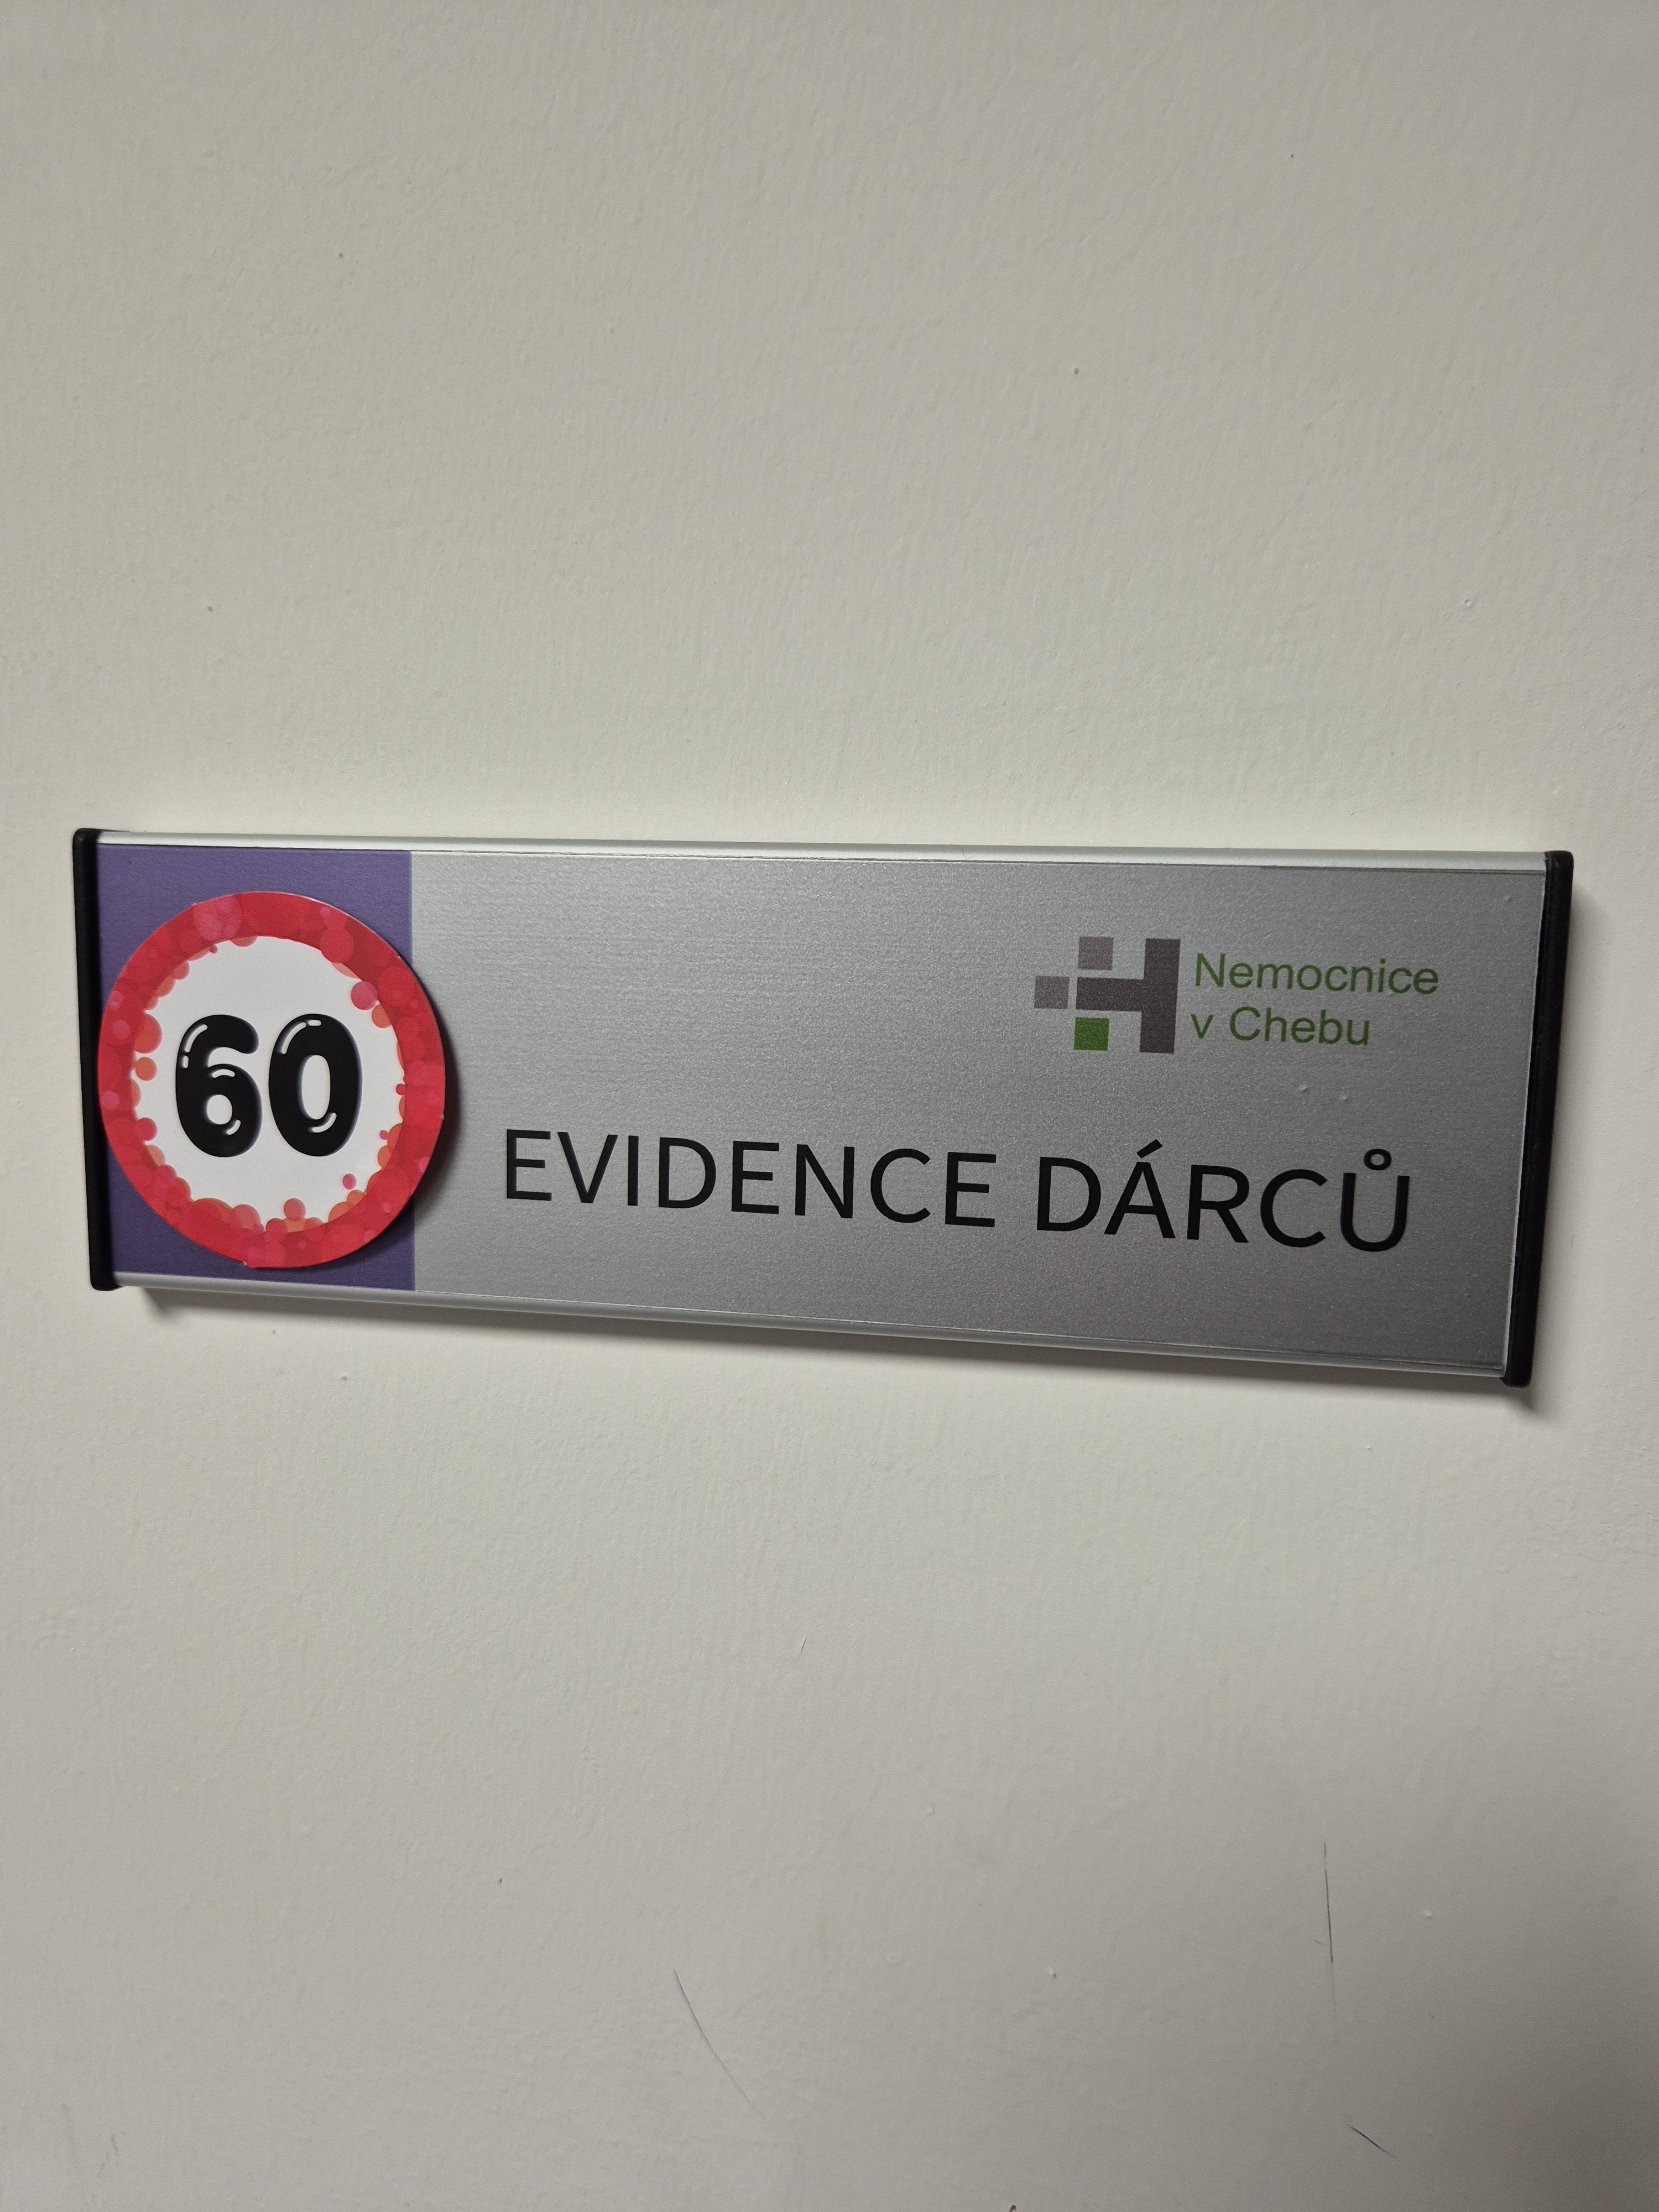 60
Nemocnice
v Chebu
EVIDENCE DÁRCŮ